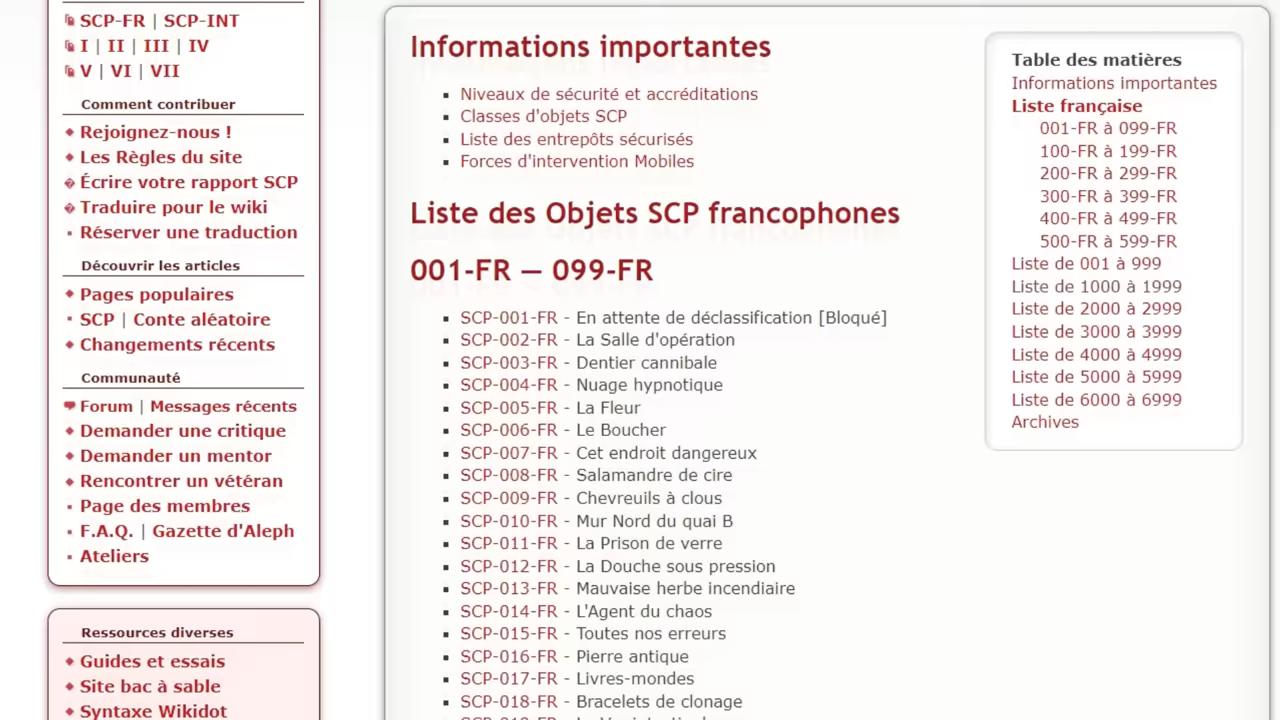 SCP-FR | SCP-INT
I | II | III | IV
V | VI | VII
Comment contribuer
Rejoignez-nous !
Les Règles du site
Écrire votre rapport SCP
Traduire pour le wiki
Réserver une traduction
Découvrir les articles
Pages populaires
SCP | Conte aléatoire
Changements récents
Communauté
Forum | Messages récents
Demander une critique
Demander un mentor
Rencontrer un vétéran
Page des membres
F.A.Q. | Gazette d'Aleph
Ateliers
Ressources diverses
Guides et essais
Site bac à sable
Syntaxe Wikidot
Informations importantes
Niveaux de sécurité et accréditations
Classes d'objets SCP
Liste des entrepôts sécurisés
Forces d'intervention Mobiles
Liste des Objets SCP francophones
001-FR — 099-FR
SCP-001-FR - En attente de déclassification [Bloqué]
SCP-002-FR - La Salle d'opération
SCP-003-FR - Dentier cannibale
SCP-004-FR - Nuage hypnotique
SCP-005-FR - La Fleur
SCP-006-FR - Le Boucher
SCP-007-FR - Cet endroit dangereux
SCP-008-FR - Salamandre de cire
SCP-009-FR - Chevreuils à clous
SCP-010-FR - Mur Nord du quai B
SCP-011-FR - La Prison de verre
SCP-012-FR - La Douche sous pression
SCP-013-FR - Mauvaise herbe incendiaire
SCP-014-FR - L'Agent du chaos
SCP-015-FR - Toutes nos erreurs
SCP-016-FR - Pierre antique
SCP-017-FR - Livres-mondes
SCP-018-FR - Bracelets de clonage
Table des matières
Informations importantes
Liste française
001-FR à 099-FR
100-FR à 199-FR
200-FR à 299-FR
300-FR à 399-FR
400-FR à 499-FR
500-FR à 599-FR
Liste de 001 à 999
Liste de 1000 à 1999
Liste de 2000 à 2999
Liste de 3000 à 3999
Liste de 4000 à 4999
Liste de 5000 à 5999
Liste de 6000 à 6999
Archives